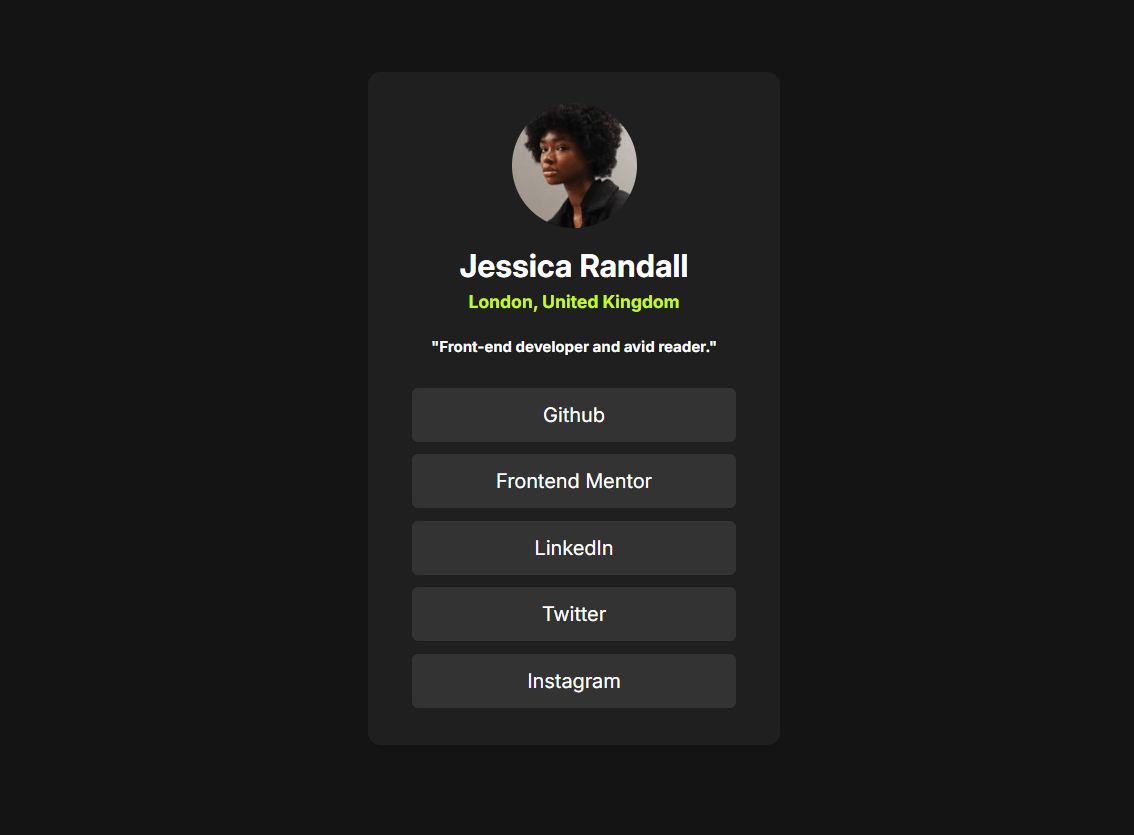 Jessica Randall
London, United Kingdom
"Front-end developer and avid reader."
Github
Frontend Mentor
LinkedIn
Twitter
Instagram